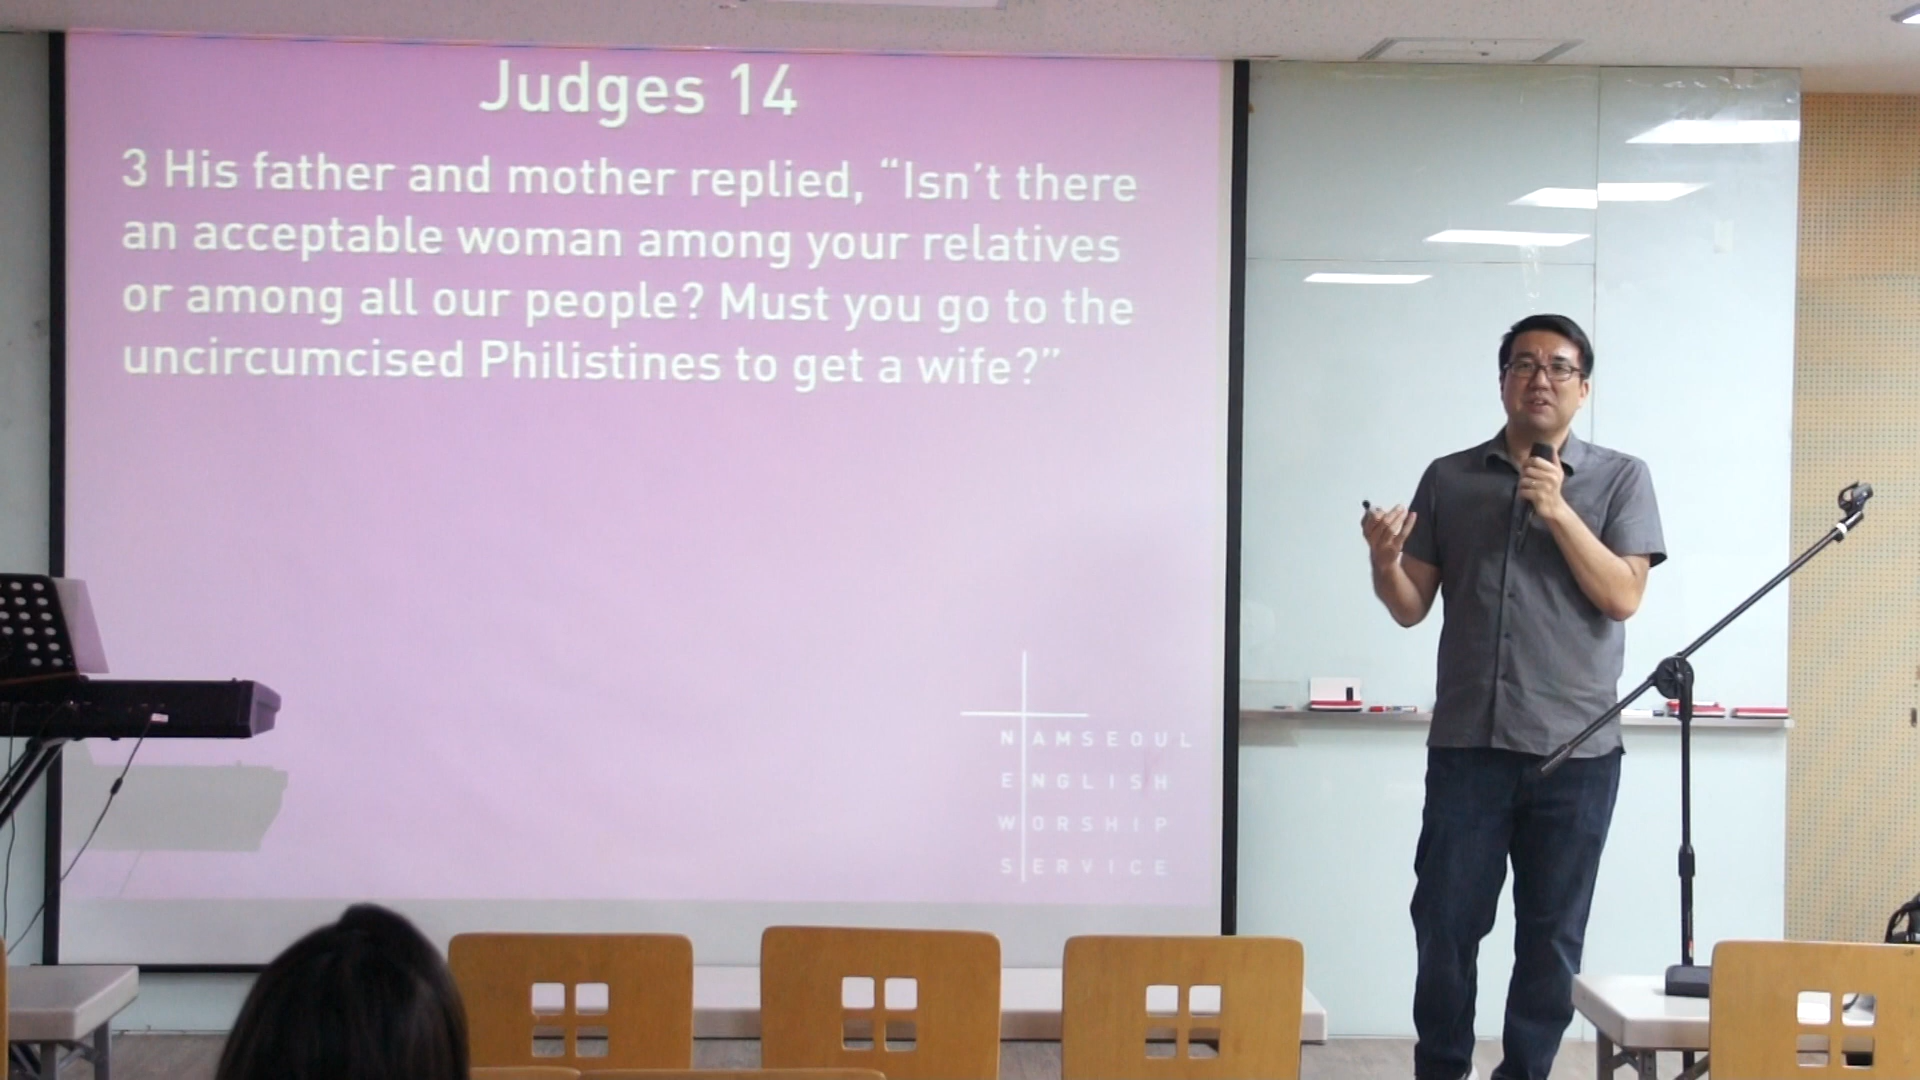 Judges 14
3 His father and mother replied, “Isn’t there
an acceptable woman among your relatives
or among all our people? Must you go to the
uncircumcised Philistines to get a wife?”
NAMSEOUL
ENGLISH
WORSHIP
SERVICE